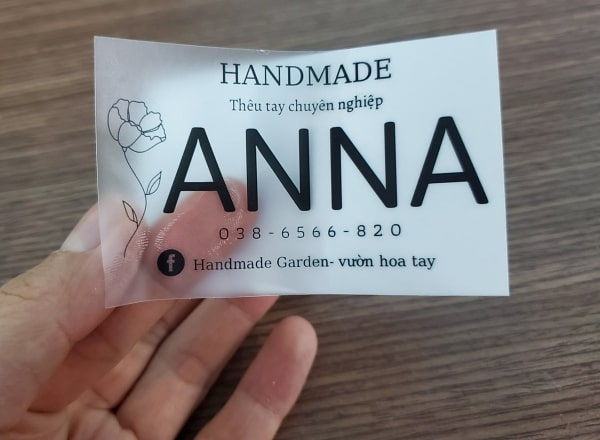 HANDMADE
Thêu tay chuyên nghiệp
ANNA
038-6566-820
f Handmade Garden- vườn hoa tay